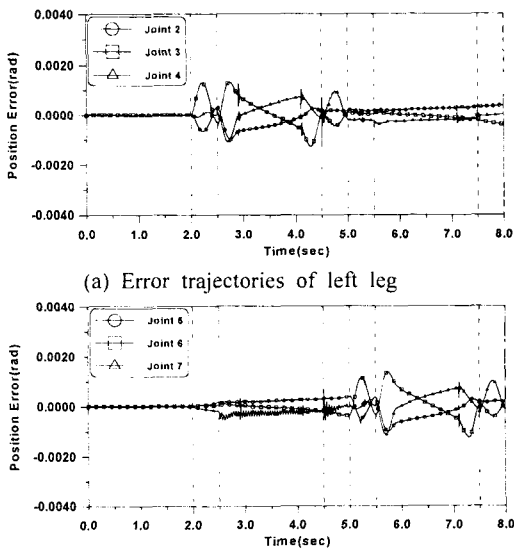 0.0040
Joint 2
Joint 3
Joint 4
0.0020
0.0000
-0.0020
-0.0040
Position Error(rad)
0.0 1.0 2.0 3.0 4.0 5.0 6.0 7.0 8.0
Time(sec)
(a) Error trajectories of left leg
0.0040
Joint 5
Joint 6
Joint 7
0.0020
0.0000
-0.0020
-0.0040
Position Error(rad)
0.0 1.0 2.0 3.0 4.0 5.0 6.0 7.0 8.0
Time(sec)